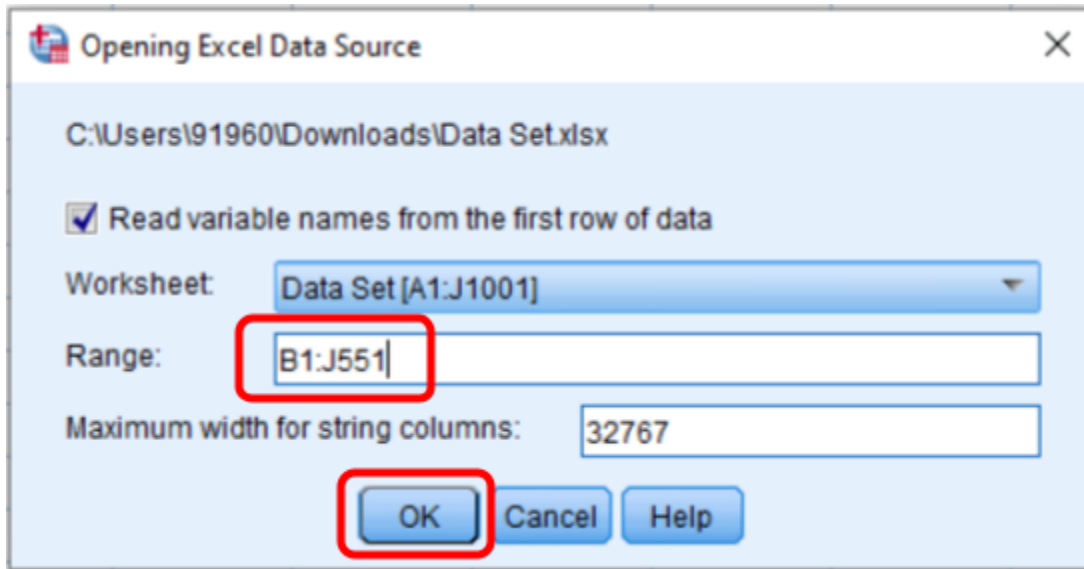 Opening Excel Data Source
C:\Users\91960\Downloads\Data Set.xlsx
Read variable names from the first row of data
Worksheet: Data Set [A1:J1001]
Range: B1:J551
Maximum width for string columns: 32767
OK Cancel Help